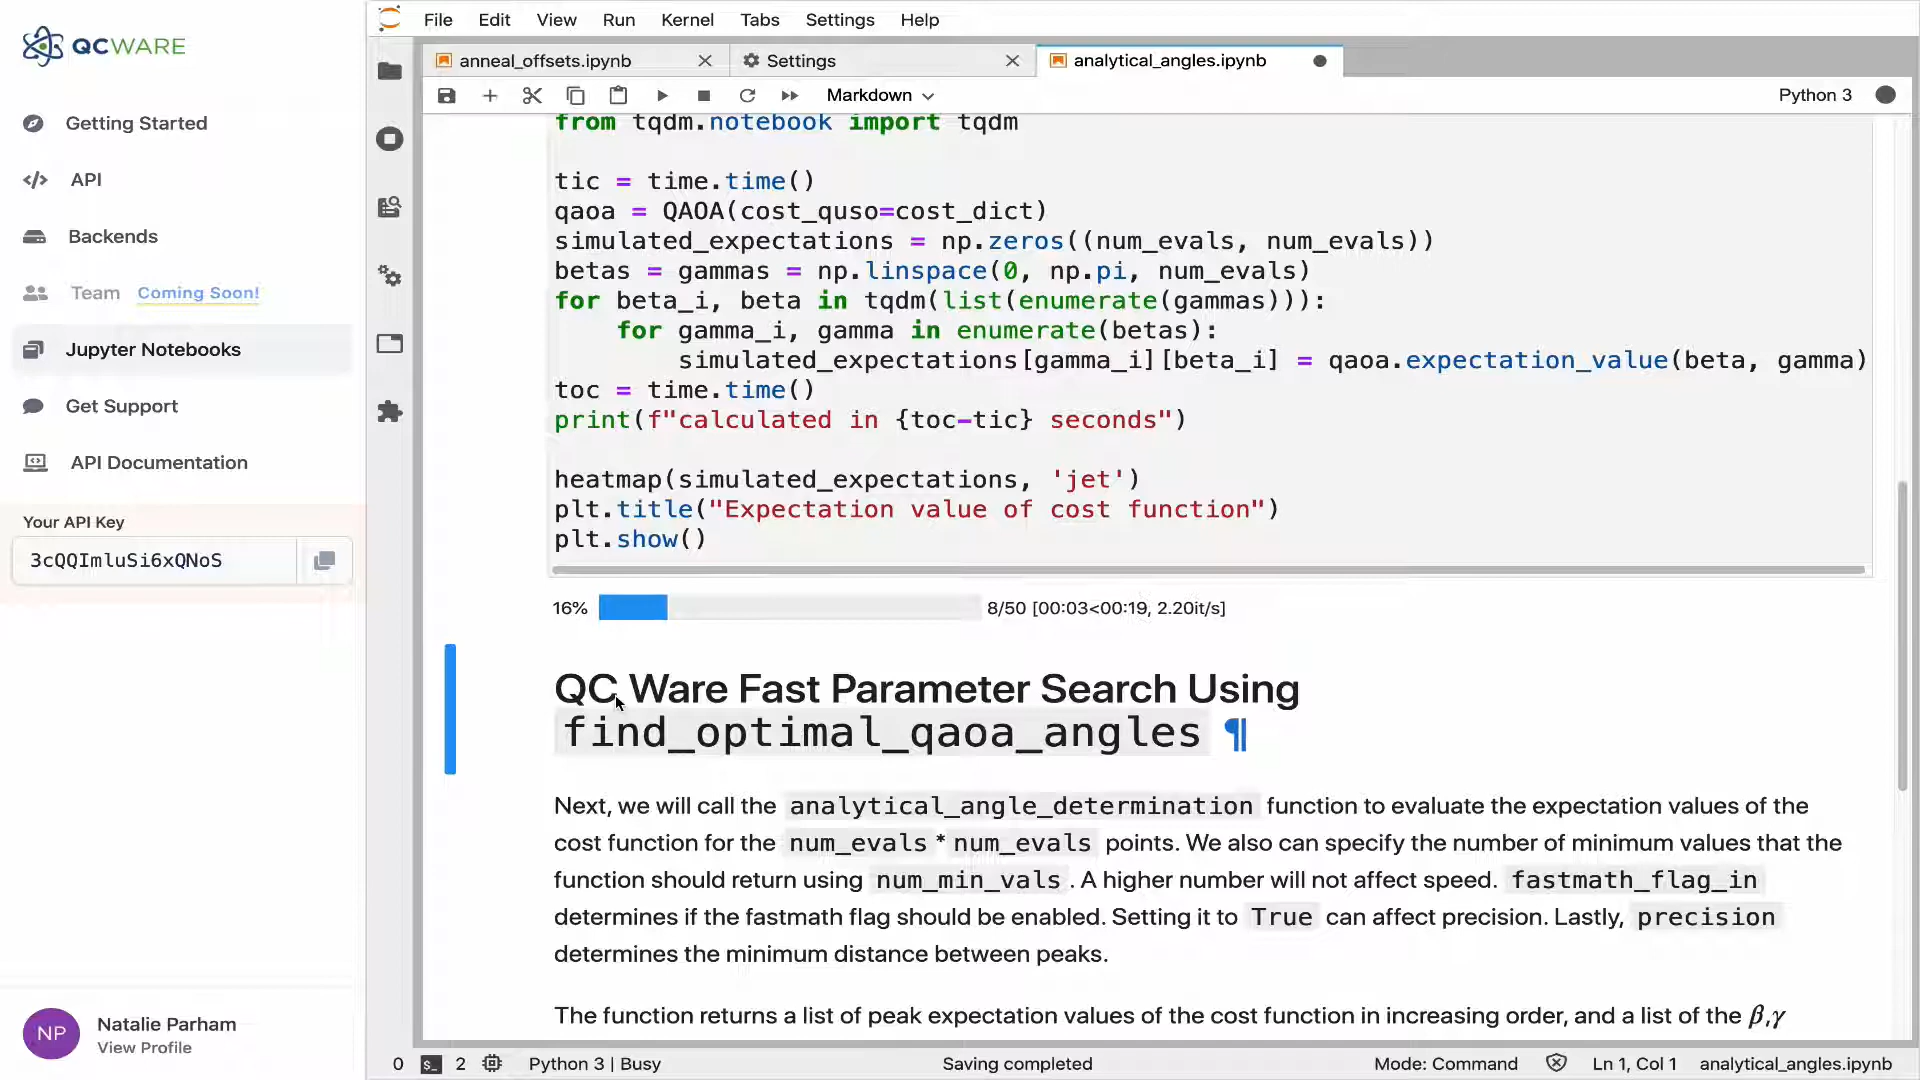 QCWARE
Getting Started
API
Backends
Team Coming Soon!
Jupyter Notebooks
Get Support
API Documentation
Your API Key
3cQQImluSi6xQNoS
NP
Natalie Parham
View Profile
File Edit View Run Kernel Tabs Settings Help
anneal_offsets.ipynb Settings analytical_angles.ipynb
Markdown Python 3
from tqdm.notebook import tqdm
tic = time.time()
qaoa = QAOA(cost_quso=cost_dict)
simulated_expectations = np.zeros((num_evals, num_evals))
betas = gammas = np.linspace(0, np.pi, num_evals)
for beta_i, beta in tqdm(list(enumerate(gammas))):
    for gamma_i, gamma in enumerate(betas):
        simulated_expectations[gamma_i][beta_i] = qaoa.expectation_value(beta, gamma)
toc = time.time()
print(f"calculated in {toc-tic} seconds")
heatmap(simulated_expectations, 'jet')
plt.title("Expectation value of cost function")
plt.show()
16% 8/50 [00:03<00:19, 2.20it/s]
QC Ware Fast Parameter Search Using
find_optimal_qaoa_angles ¶
Next, we will call the analytical_angle_determination function to evaluate the expectation values of the
cost function for the num_evals * num_evals points. We also can specify the number of minimum values that the
function should return using num_min_vals . A higher number will not affect speed. fastmath_flag_in
determines if the fastmath flag should be enabled. Setting it to True can affect precision. Lastly, precision
determines the minimum distance between peaks.
The function returns a list of peak expectation values of the cost function in increasing order, and a list of the β,γ
0 2 Python 3 | Busy Saving completed Mode: Command Ln 1, Col 1 analytical_angles.ipynb